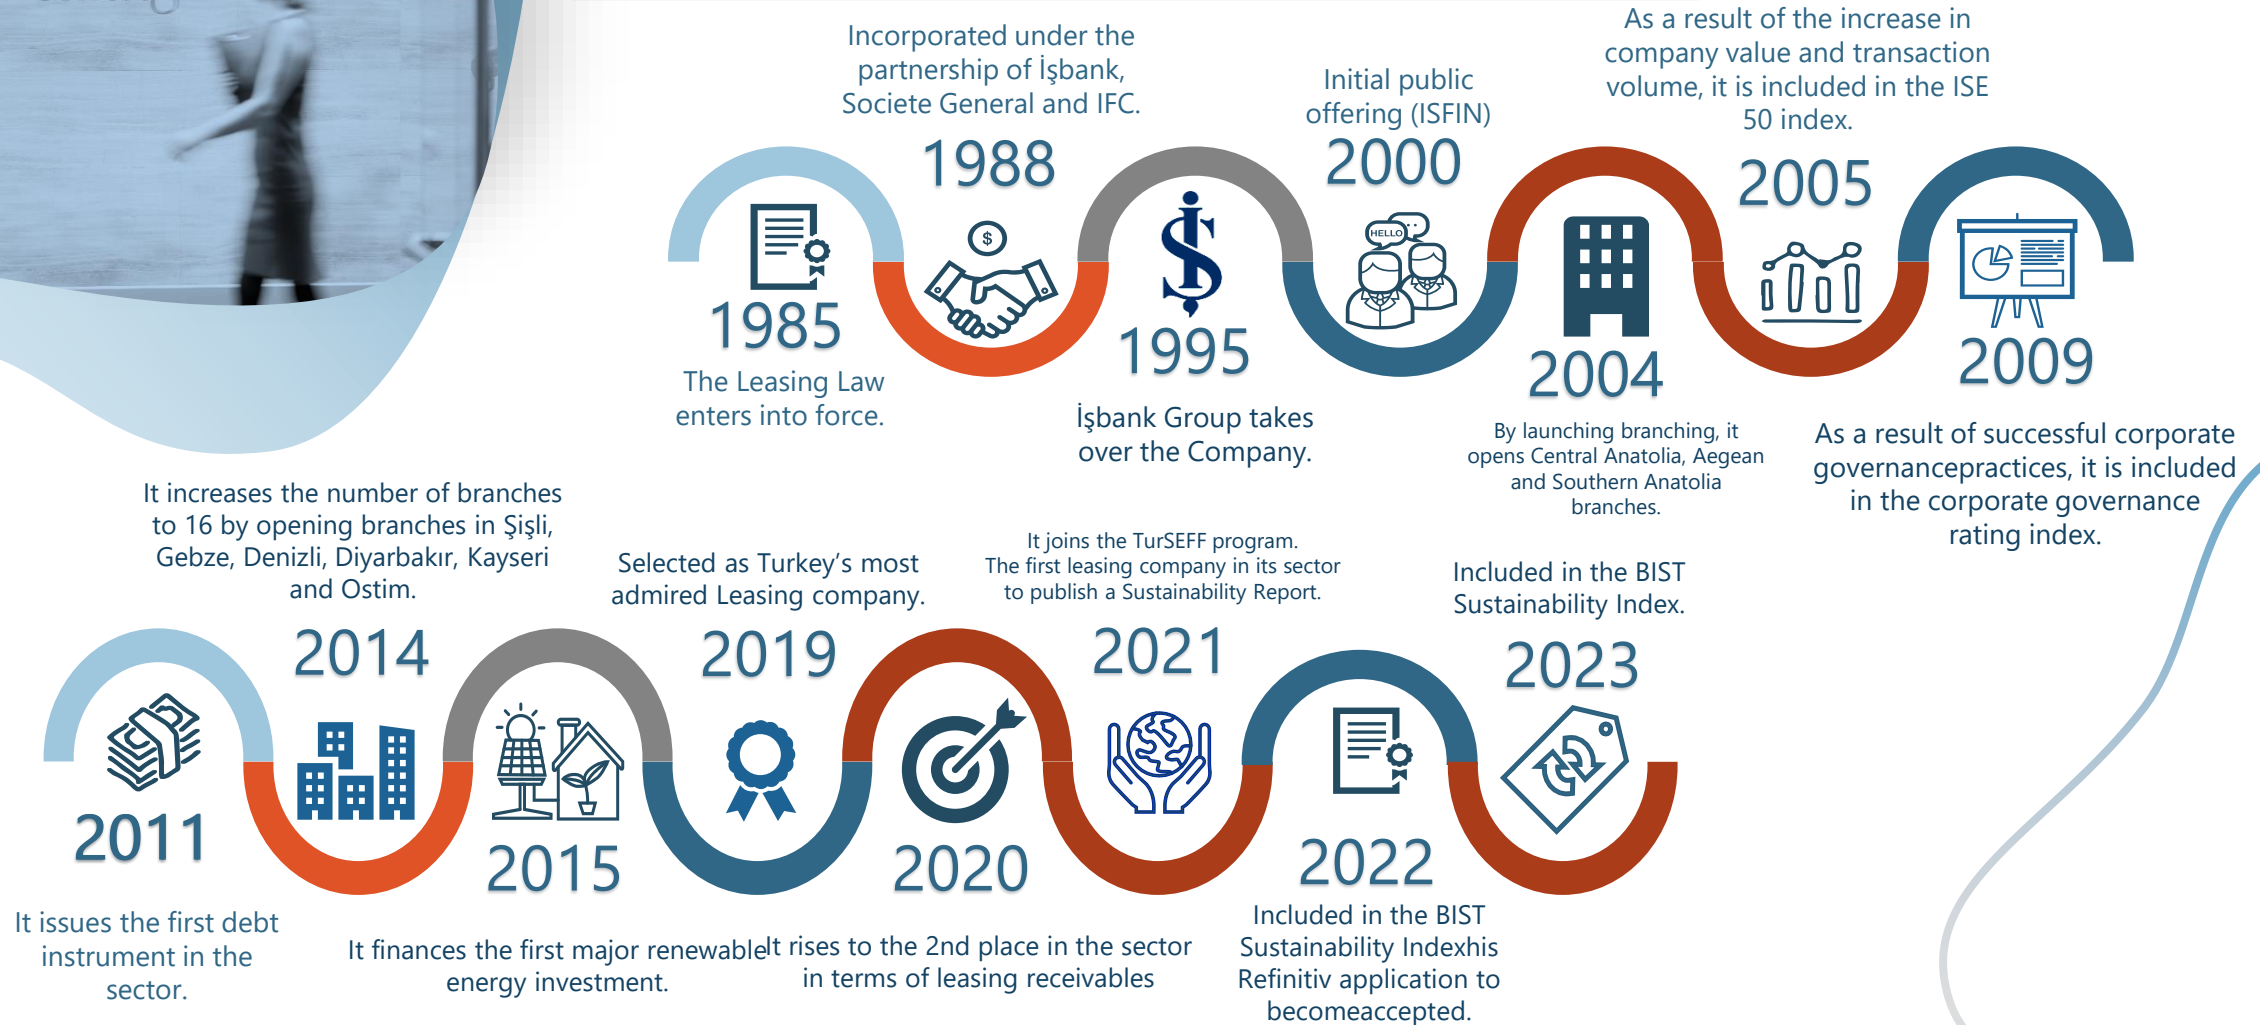 Incorporated under the
partnership of İşbank,
Societe General and IFC.
1988
Initial public
offering (ISFIN)
2000
As a result of the increase in
company value and transaction
volume, it is included in the ISE
50 index.
2005
$
HELLO
1985
The Leasing Law
enters into force.
1995
İşbank Group takes
over the Company.
2004
By launching branching, it
opens Central Anatolia, Aegean
and Southern Anatolia
branches.
2009
As a result of successful corporate
governancepractices, it is included
in the corporate governance
rating index.
It increases the number of branches
to 16 by opening branches in Şişli,
Gebze, Denizli, Diyarbakır, Kayseri
and Ostim.
2014
Selected as Turkey's most
admired Leasing company.
2019
It joins the TurSEFF program.
The first leasing company in its sector
to publish a Sustainability Report.
2021
Included in the BIST
Sustainability Index.
2023
2011
It issues the first debt
instrument in the
sector.
2015
It finances the first major renewable
energy investment.
2020
It rises to the 2nd place in the sector
in terms of leasing receivables
2022
Included in the BIST
Sustainability Indexhis
Refinitiv application to
becomeaccepted.